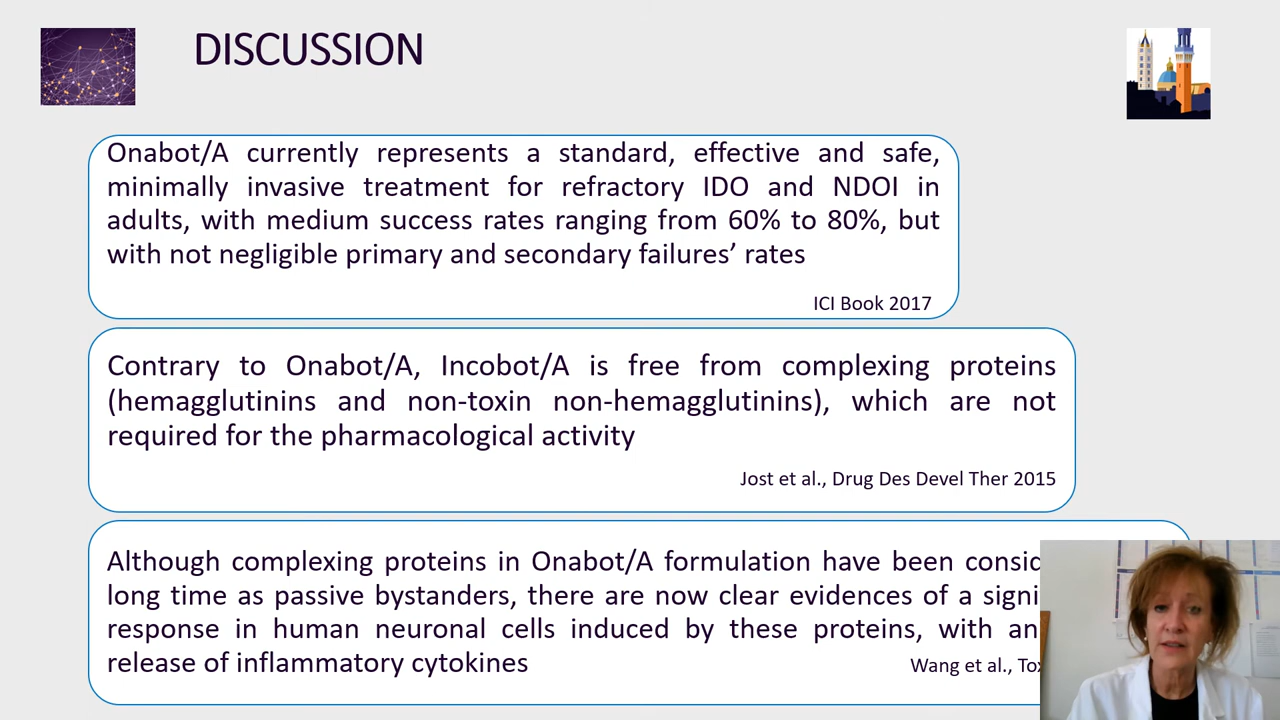 DISCUSSION
Onabot/A currently represents a standard, effective and safe,
minimally invasive treatment for refractory IDO and NDOI in
adults, with medium success rates ranging from 60% to 80%, but
with not negligible primary and secondary failures’ rates
ICI Book 2017
Contrary to Onabot/A, Incobot/A is free from complexing proteins
(hemagglutinins and non-toxin non-hemagglutinins), which are not
required for the pharmacological activity
Jost et al., Drug Des Devel Ther 2015
Although complexing proteins in Onabot/A formulation have been
long time as passive bystanders, there are now clear evidences of a
response in human neuronal cells induced by these proteins, with an
release of inflammatory cytokines
Wang et al.,